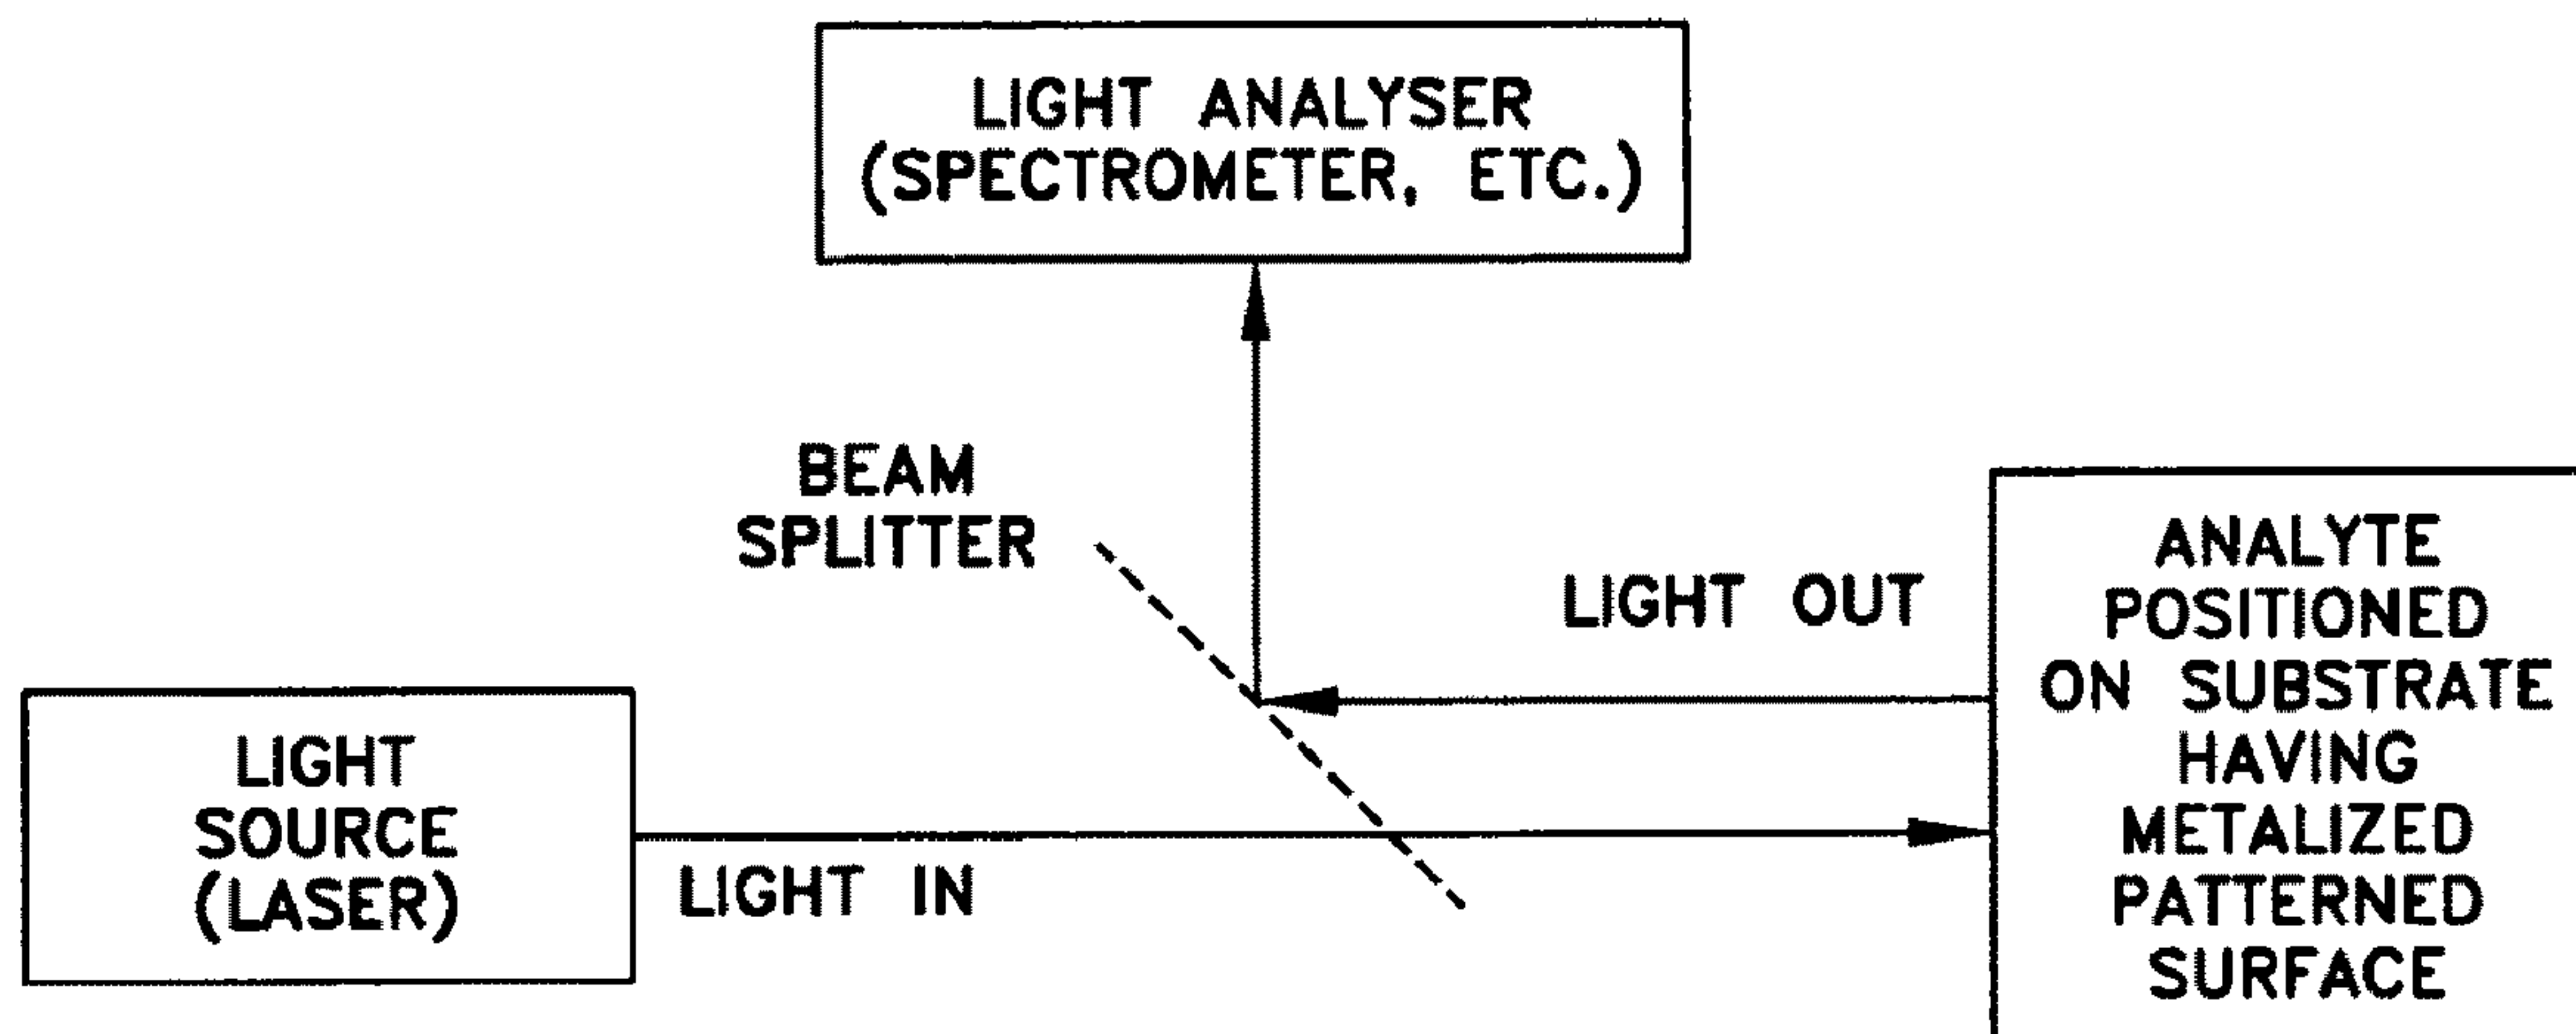 LIGHT ANALYSER
(SPECTROMETER, ETC.)
BEAM
SPLITTER
LIGHT OUT
ANALYTE
POSITIONED
ON SUBSTRATE
HAVING
METALIZED
PATTERNED
SURFACE
LIGHT
SOURCE
(LASER)
LIGHT IN